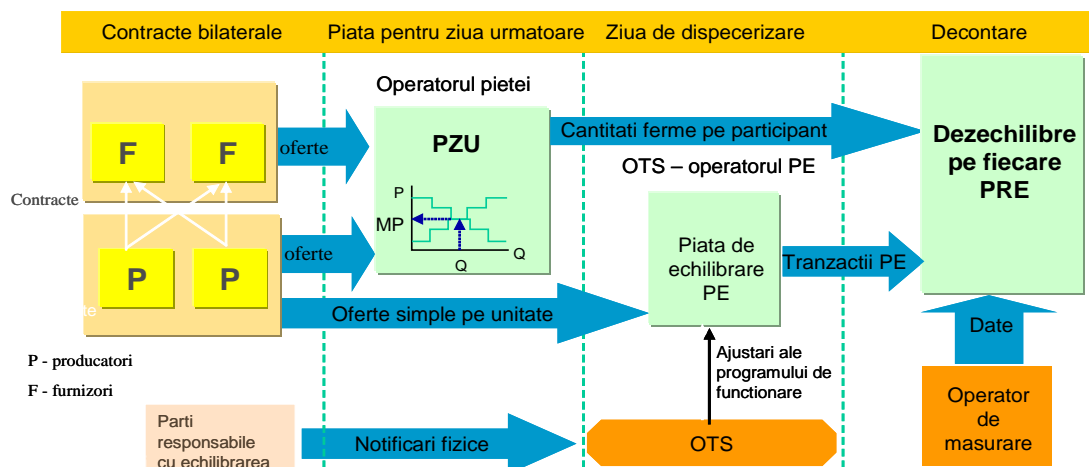 Contracte bilaterale
Piata pentru ziua urmatoare
Ziua de dispecerizare
Decontare
Operatorul pietei
F
F
oferte
PZU
Cantitati ferme pe participant
Dezechilibre
pe fiecare
PRE
OTS – operatorul PE
Contracte
P
MP
Q
Q
P
P
oferte
Piata de
echilibrare
PE
Tranzactii PE
te
Oferte simple pe unitate
Date
P - producatori
F - furnizori
Ajustari ale
programului de
functionare
Operator
de
masurare
Parti
responsabile
cu echilibrarea
Notificari fizice
OTS